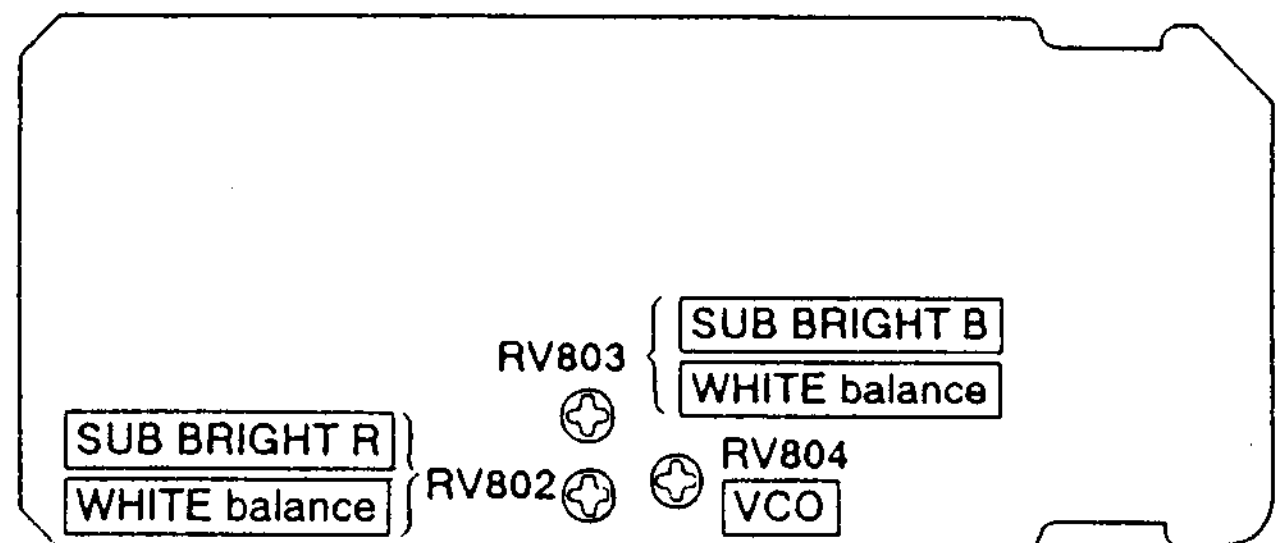 RV803
SUB BRIGHT B
WHITE balance
SUB BRIGHT R
WHITE balance
RV802
RV804
VCO